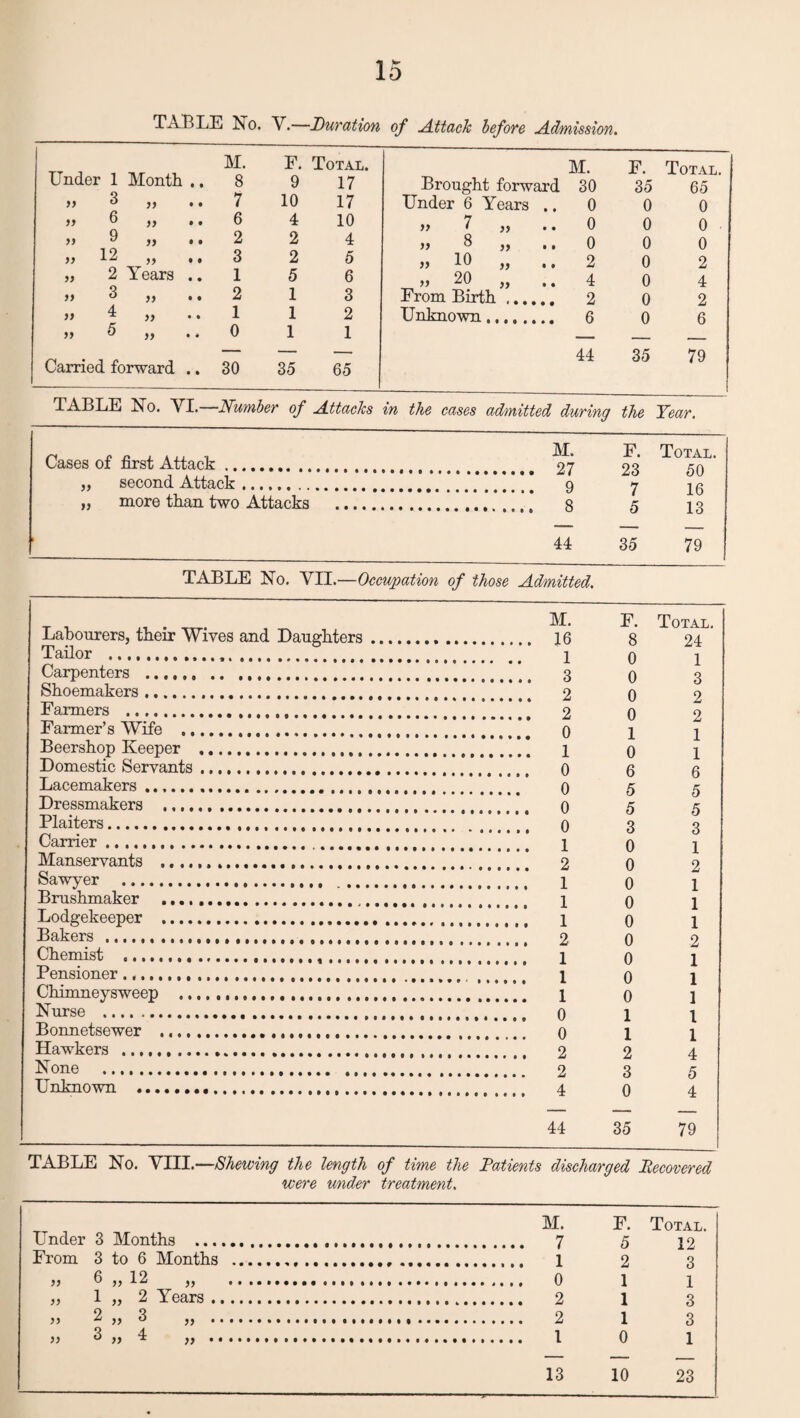 15
TABLE No. V.—Duration of Attack before Admission.
M. F. Total.
Under 1 Month .. 8 9 17
„ 3 „ .. 7 10 17
„ 6 „ .. 6 4 10
„ 9 „ .. 2 2 4
„ 12 „ .. 3 2 5
„ 2 Years .. 1 5 6
„ 3 „ .. 2 1 3
„ 4 „ .. 1 1 2
„ 5 „ .. 0 1 1
Carried forward .. 30 35 65
M. F. Total.
Brought forward 30 35 65
Under 6 Years .. 0 0 0
„ 7 „ .. 0 0 0
„ 8 „ .. 0 0 0
„ 10 „ .. 2 0 2
„ 20 „ .. 4 0 4
From Birth ...... 2 0 2
Unknown ........ 6 0 6
44 35 79
TABLE No. VI.—Number of Attacks in the cases admitted during the Year.
M. F. Total.
Cases of first Attack .......... 27 23 50
„ second Attack .......... 9 7 16
„ more than two Attacks .......... 8 5 13
44 35 79
TABLE No. VII.—Occupation of those Admitted.
M. F. Total.
Labourers, their Wives and Daughters .......... 16 8 24
Tailor .......... 1 0 1
Carpenters .......... 3 0 3
Shoemakers .......... 2 0 2
Farmers .......... 2 0 2
Farmer's Wife .......... 0 1 1
Beershop Keeper .......... 1 0 1
Domestic Servants .......... 0 6 6
Lacemakers .......... 0 5 5
Dressmakers .......... 0 5 5
Plaiters .......... 0 3 3
Carrier .......... 1 0 1
Manservants .......... 2 0 2
Sawyer .......... 1 0 1
Brushmaker .......... 1 0 1
Lodgekeeper .......... 1 0 1
Bakers .......... 2 0 2
Chemist .......... 1 0 1
Pensioner .......... 1 0 1
Chimneysweep .......... 1 0 1
Nurse .......... 0 1 1
Bonnetsewer .......... 0 1 1
Hawkers .......... 2 2 4
None .......... 2 3 5
Unknown .......... 4 0 4
44 35 79
TABLE No. VIII.—Shewing the length of time the Patients discharged Recovered
were under treatment.
M. F. Total.
Under 3 Months .......... 7 5 12
From 3 to 6 Months .......... 1 2 3
„ 6 „ 12 „ .......... 0 1 1
„ 1 „ 2 Years .......... 2 1 3
„ 2 „ 3 „ .......... 2 1 3
„ 3 „ 4 „ .......... 1 0 1
13 10 23